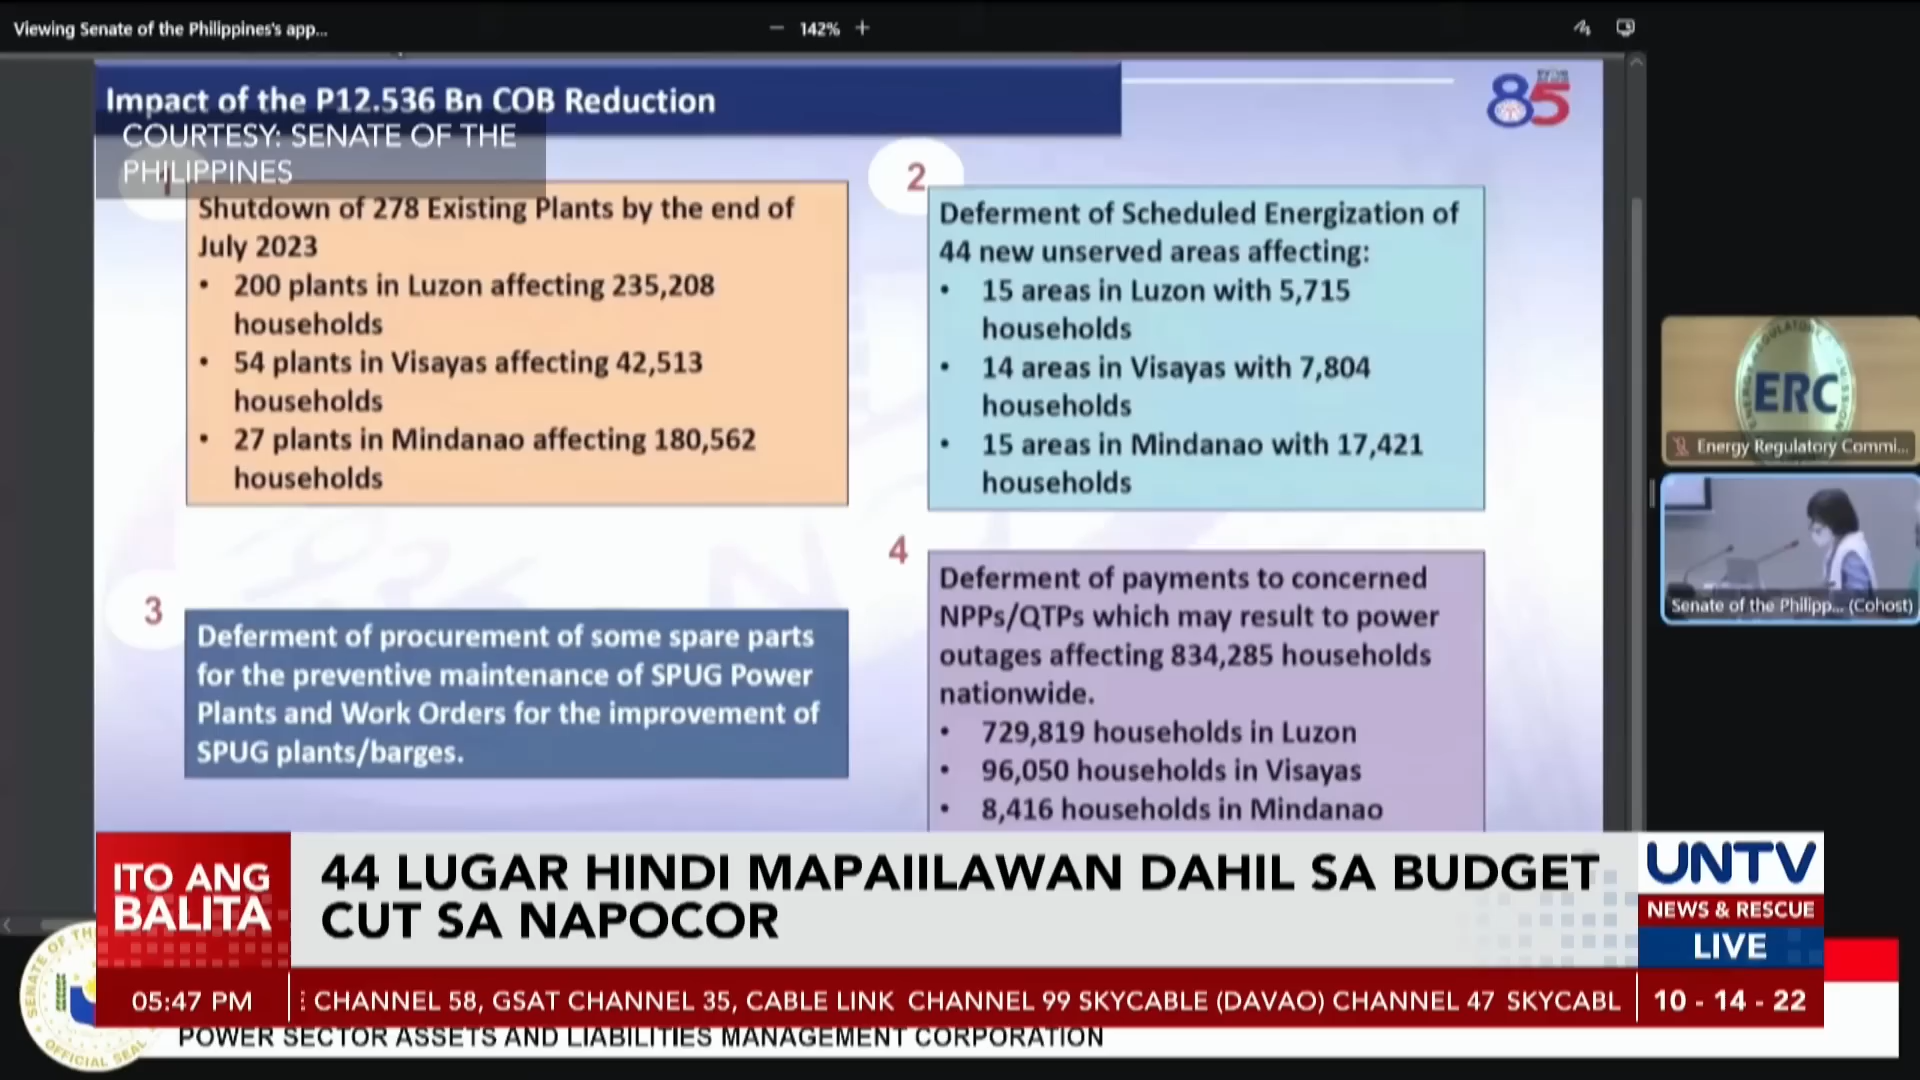 Viewing Senate of the Philippines's app...
142%
Impact of the P12.536 Bn COB Reduction
85
COURTESY: SENATE OF THE
PHILIPPINES
1
Shutdown of 278 Existing Plants by the end of
July 2023
• 200 plants in Luzon affecting 235,208
households
• 54 plants in Visayas affecting 42,513
households
• 27 plants in Mindanao affecting 180,562
households
2
Deferment of Scheduled Energization of
44 new unserved areas affecting:
• 15 areas in Luzon with 5,715
households
• 14 areas in Visayas with 7,804
households
• 15 areas in Mindanao with 17,421
households
3
Deferment of procurement of some spare parts
for the preventive maintenance of SPUG Power
Plants and Work Orders for the improvement of
SPUG plants/barges.
4
Deferment of payments to concerned
NPPs/QTPs which may result to power
outages affecting 834,285 households
nationwide.
• 729,819 households in Luzon
• 96,050 households in Visayas
• 8,416 households in Mindanao
ERC
Energy Regulatory Commi...
Senate of the Philipp... (Cohost)
ITO ANG
BALITA
44 LUGAR HINDI MAPAIILAWAN DAHIL SA BUDGET
CUT SA NAPOCOR
UNTV
NEWS & RESCUE
LIVE
05:47 PM
CHANNEL 58, GSAT CHANNEL 35, CABLE LINK CHANNEL 99 SKYCABLE (DAVAO) CHANNEL 47 SKYCABL
10 - 14 - 22
SENATE OF TH
OFFICIAL SEAL
POWER SECTOR ASSETS AND LIABILITIES MANAGEMENT CORPORATION